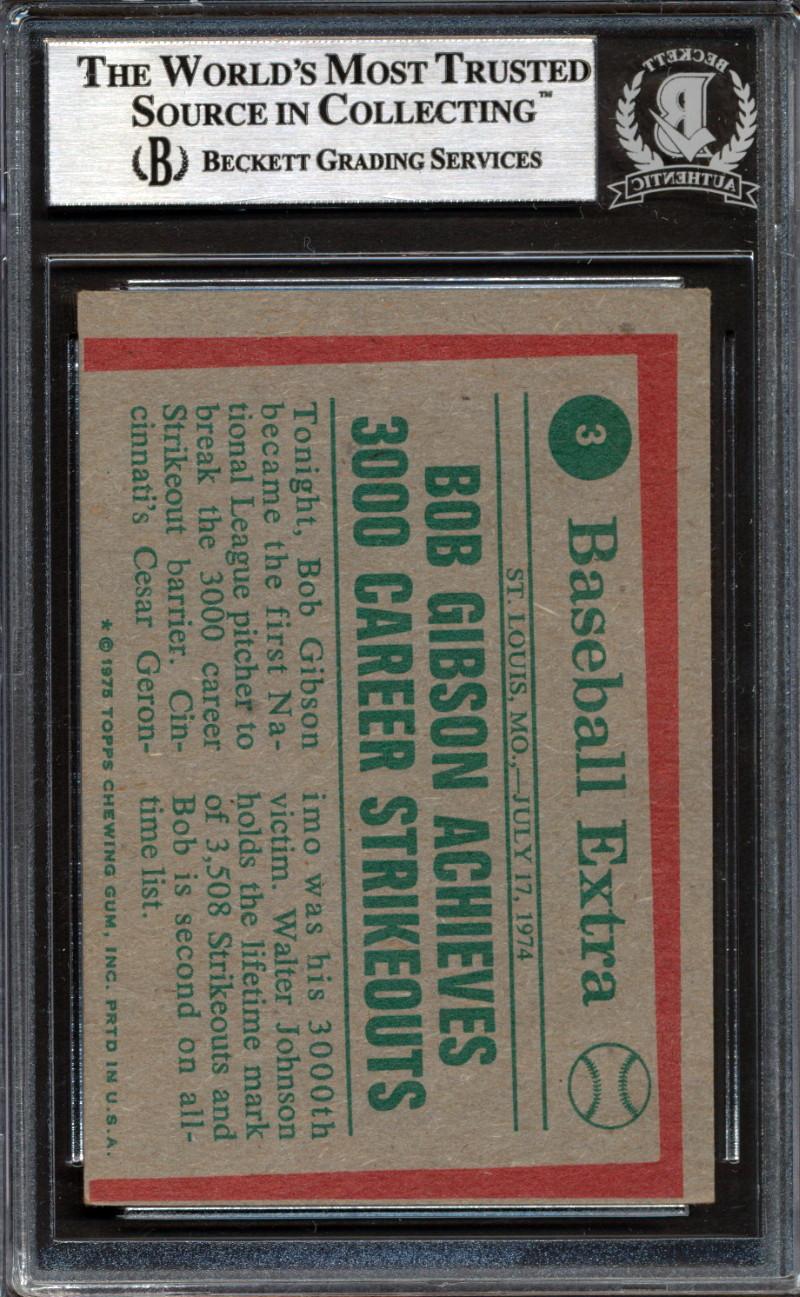 THE WORLD'S MOST TRUSTED
SOURCE IN COLLECTING™
(B) BECKETT GRADING SERVICES
BECKETT
B
AUTHENTIC
3
Baseball Extra
ST. LOUIS, MO.,—JULY 17, 1974
BOB GIBSON ACHIEVES
3000 CAREER STRIKEOUTS
Tonight, Bob Gibson
became the first Na-
tional League pitcher to
break the 3000 career
Strikeout barrier. Cin-
cinnati's Cesar Geron-
imo was his 3000th
victim. Walter Johnson
holds the lifetime mark
of 3,508 Strikeouts and
Bob is second on all-
time list.
* © 1975 TOPPS CHEWING GUM, INC. PRTD IN U.S.A.